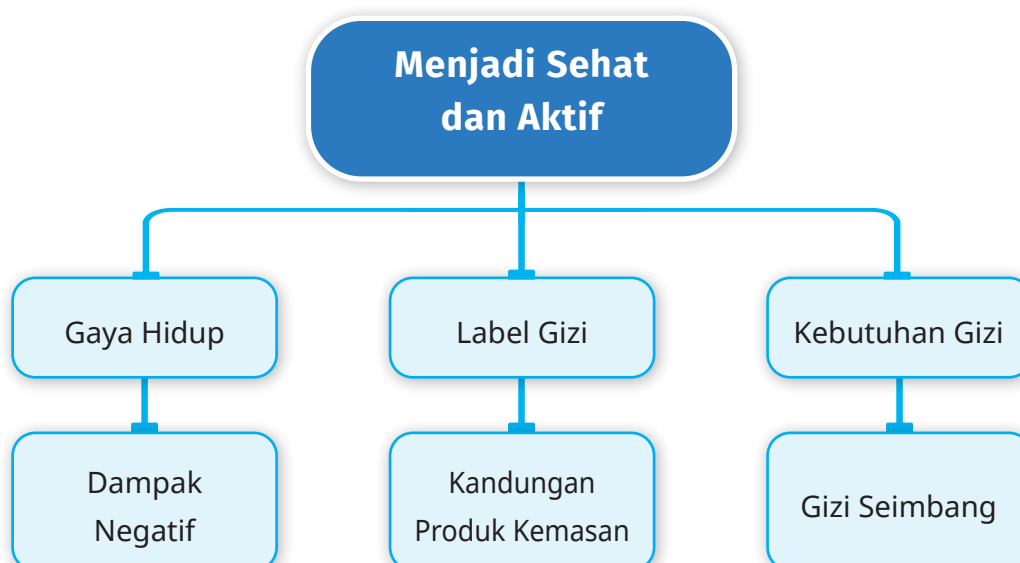 Menjadi Sehat
dan Aktif
Gaya Hidup
Label Gizi
Kebutuhan Gizi
Dampak
Negatif
Kandungan
Produk Kemasan
Gizi Seimbang